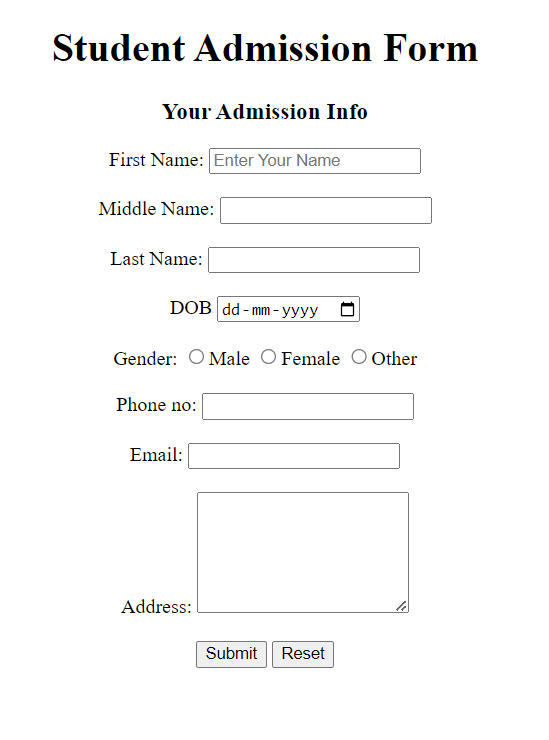 Student Admission Form
Your Admission Info
First Name: Enter Your Name
Middle Name:
Last Name:
DOB dd-mm-yyyy
Gender: Male Female Other
Phone no:
Email:
Address:
Submit Reset